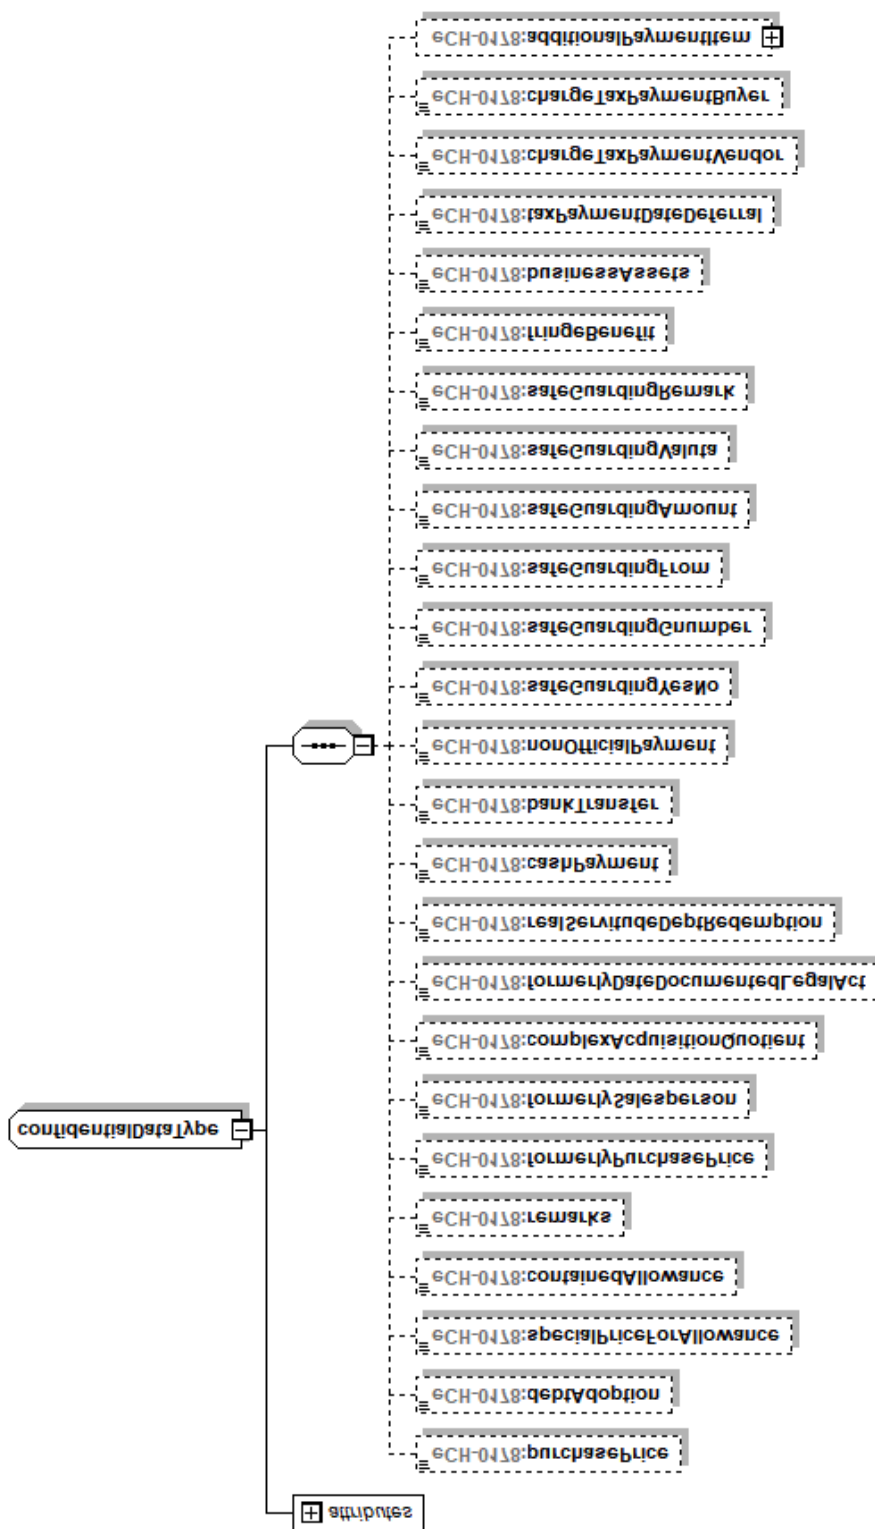 attributes
eCH-0178:purchasePrice
eCH-0178:debtAdoption
eCH-0178:specialPriceForAllowance
eCH-0178:containedAllowance
eCH-0178:remarks
eCH-0178:formerlyPurchasePrice
confidentialDataType
eCH-0178:formerlySalesperson
eCH-0178:complexAcquisitionQuotient
eCH-0178:formerlyDateDocumentedLegalAct
eCH-0178:realServitudeDeptRedemption
eCH-0178:cashPayment
eCH-0178:bankTransfer
eCH-0178:nonOfficialPayment
eCH-0178:safeGuardingYesNo
eCH-0178:safeGuardingGnumber
eCH-0178:safeGuardingFrom
eCH-0178:safeGuardingAmount
eCH-0178:safeGuardingValuta
eCH-0178:safeGuardingRemark
eCH-0178:fringeBenefit
eCH-0178:businessAssets
eCH-0178:taxPaymentDateDeferral
eCH-0178:chargeTaxPaymentVendor
eCH-0178:chargeTaxPaymentBuyer
eCH-0178:additionalPaymentItem